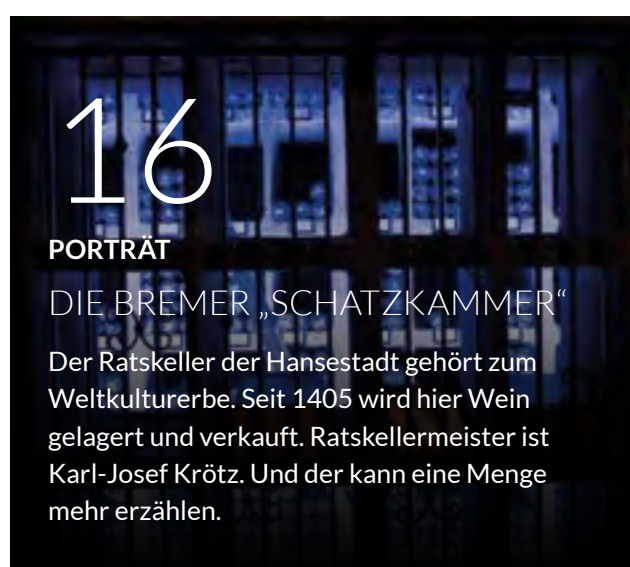 16
PORTRÄT
DIE BREMER „SCHATZKAMMER“
Der Ratskeller der Hansestadt gehört zum
Weltkulturerbe. Seit 1405 wird hier Wein
gelagert und verkauft. Ratskellermeister ist
Karl-Josef Krötz. Und der kann eine Menge
mehr erzählen.